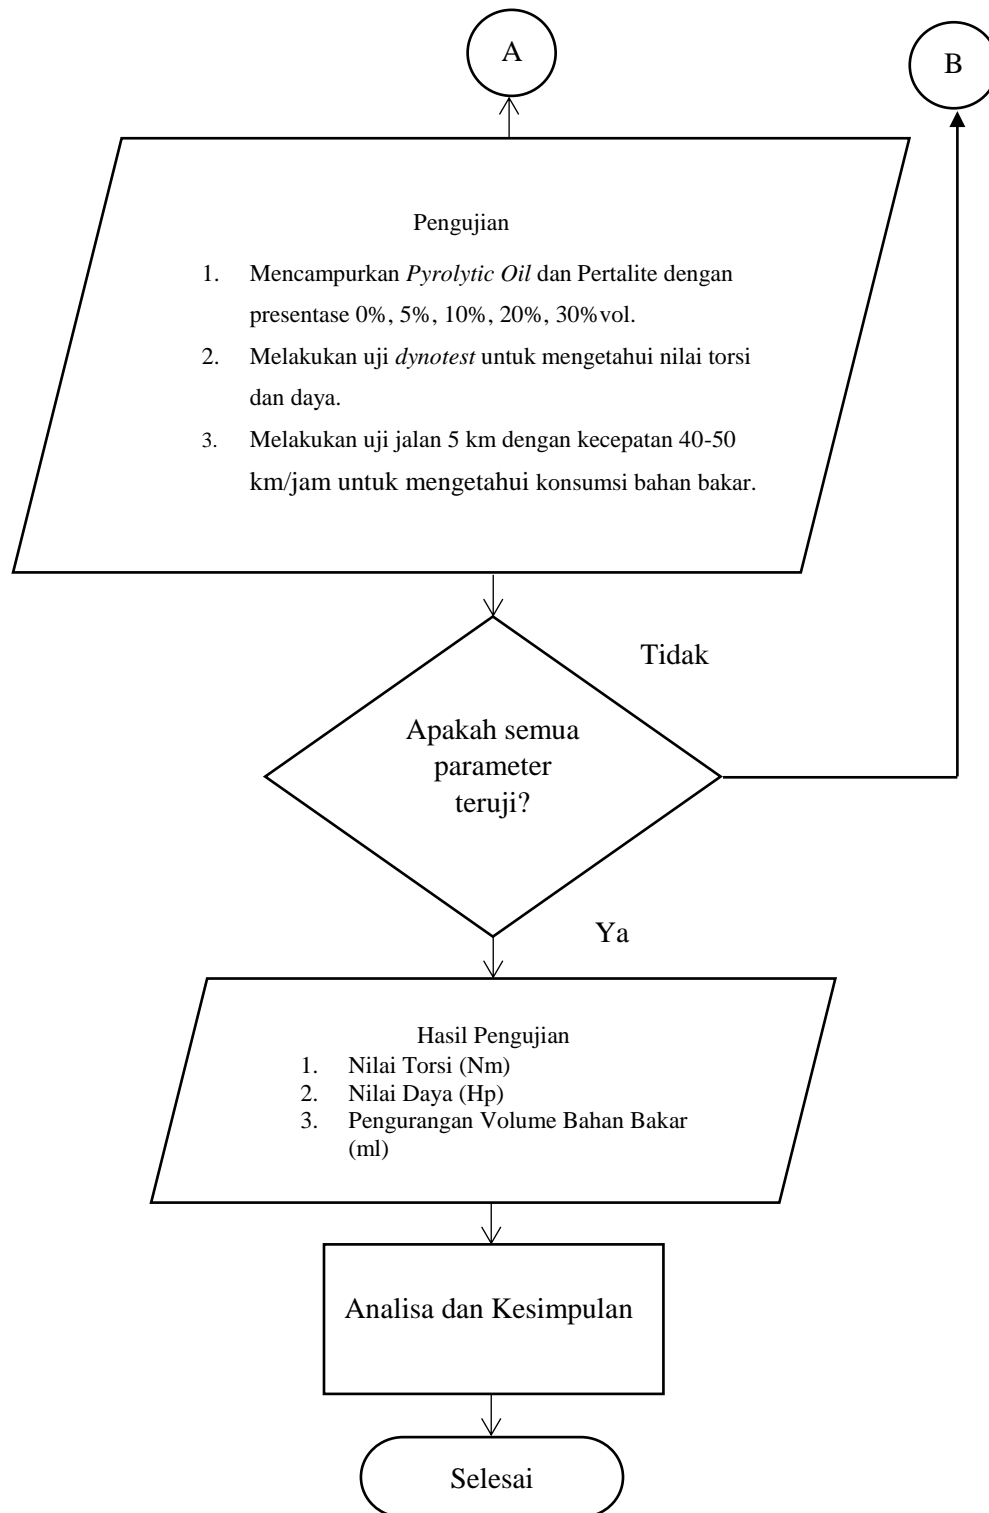 A
B
Pengujian
1. Mencampurkan Pyrolytic Oil dan Pertalite dengan
presentase 0%, 5%, 10%, 20%, 30%vol.
2. Melakukan uji dynotest untuk mengetahui nilai torsi
dan daya.
3. Melakukan uji jalan 5 km dengan kecepatan 40-50
km/jam untuk mengetahui konsumsi bahan bakar.
Tidak
Apakah semua
parameter
teruji?
Ya
Hasil Pengujian
1. Nilai Torsi (Nm)
2. Nilai Daya (Hp)
3. Pengurangan Volume Bahan Bakar
(ml)
Analisa dan Kesimpulan
Selesai